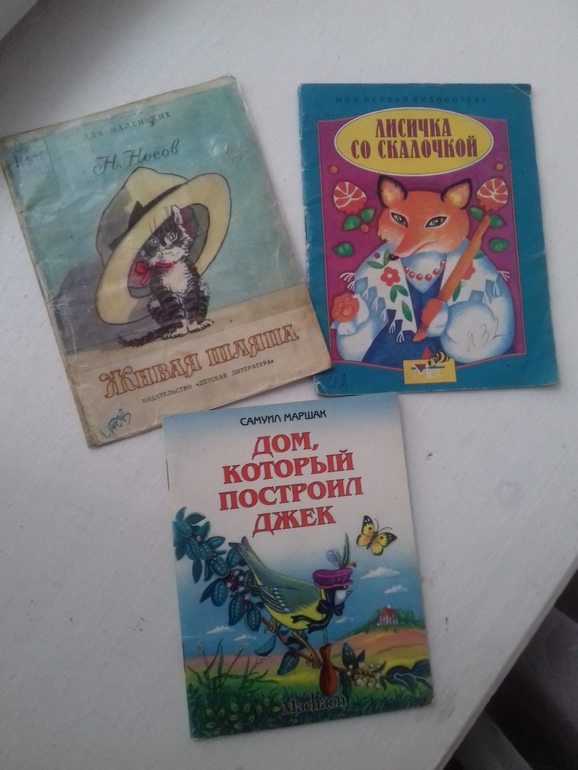 ДЛЯ МАЛЕНЬКИХ
Н. Носов
ЖИВАЯ ШЛЯПА
ИЗДАТЕЛЬСТВО «ДЕТСКАЯ ЛИТЕРАТУРА»
МОЯ ПЕРВАЯ БИБЛИОТЕКА
ЛИСИЧКА
СО СКАЛОЧКОЙ
САМУИЛ МАРШАК
ДОМ,
КОТОРЫЙ
ПОСТРОИЛ
ДЖЕК
Machaon